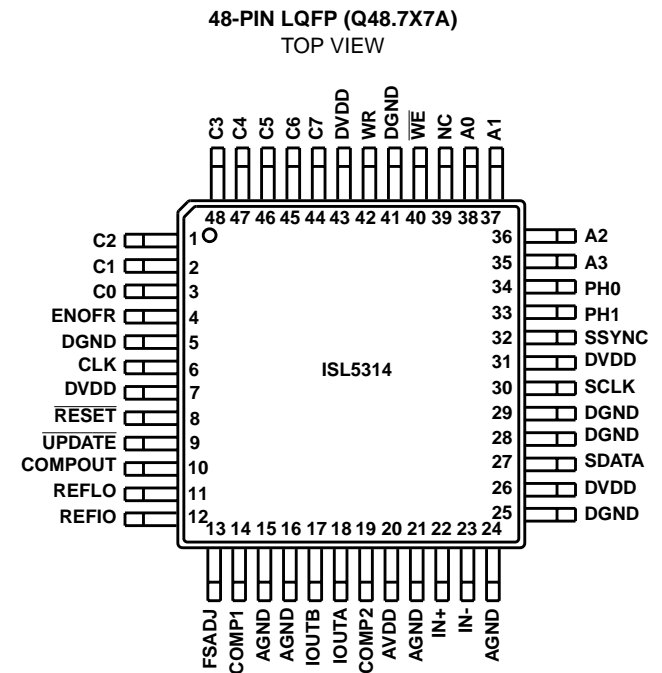 48-PIN LQFP (Q48.7X7A)
TOP VIEW
C3 C4 C5 C6 C7 DVDD WR DGND W̅E̅ NC A0 A1
48 47 46 45 44 43 42 41 40 39 38 37
C2 1 36 A2
C1 2 35 A3
C0 3 34 PH0
ENOFR 4 33 PH1
DGND 5 32 SSYNC
CLK 6 ISL5314 31 DVDD
DVDD 7 30 SCLK
R̅E̅S̅E̅T̅ 8 29 DGND
U̅P̅D̅A̅T̅E̅ 9 28 DGND
COMPOUT 10 27 SDATA
REFLO 11 26 DVDD
REFIO 12 25 DGND
13 14 15 16 17 18 19 20 21 22 23 24
FSADJ COMP1 AGND AGND IOUTB IOUTA COMP2 AVDD AGND IN+ IN- AGND